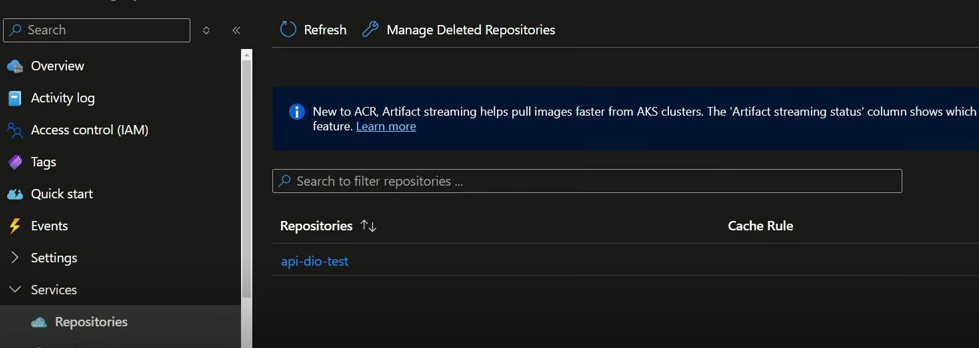 Search
Overview
Activity log
Access control (IAM)
Tags
Quick start
Events
Settings
Services
Repositories
Refresh
Manage Deleted Repositories
New to ACR, Artifact streaming helps pull images faster from AKS clusters. The 'Artifact streaming status' column shows which
feature. Learn more
Search to filter repositories ...
Repositories
Cache Rule
api-dio-test